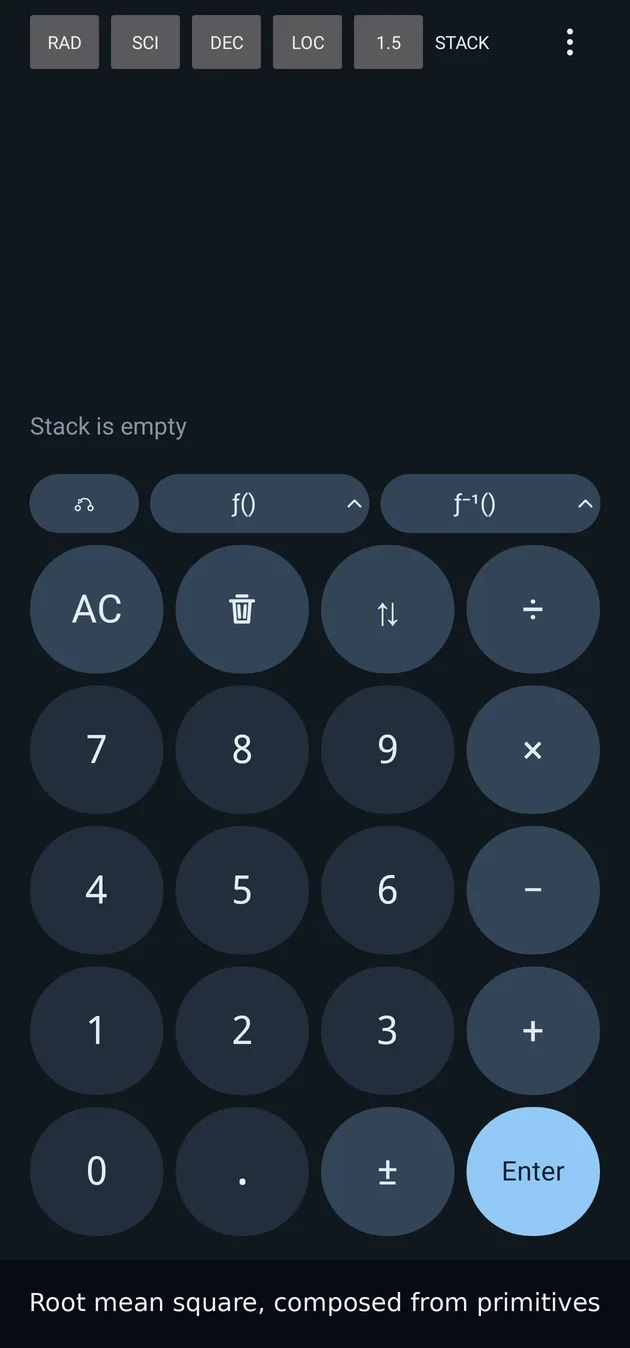 RAD SCI DEC LOC 1.5 STACK
Stack is empty
ƒ() ƒ⁻¹()
AC ÷
7 8 9 ×
4 5 6 −
1 2 3 +
0 . ± Enter
Root mean square, composed from primitives